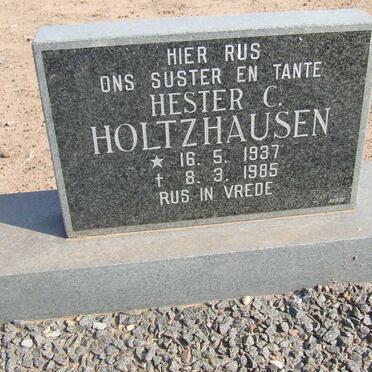 HIER RUS
ONS SUSTER EN TANTE
HESTER C.
HOLTZHAUSEN
* 16. 5. 1937
† 8. 3. 1985
RUS IN VREDE